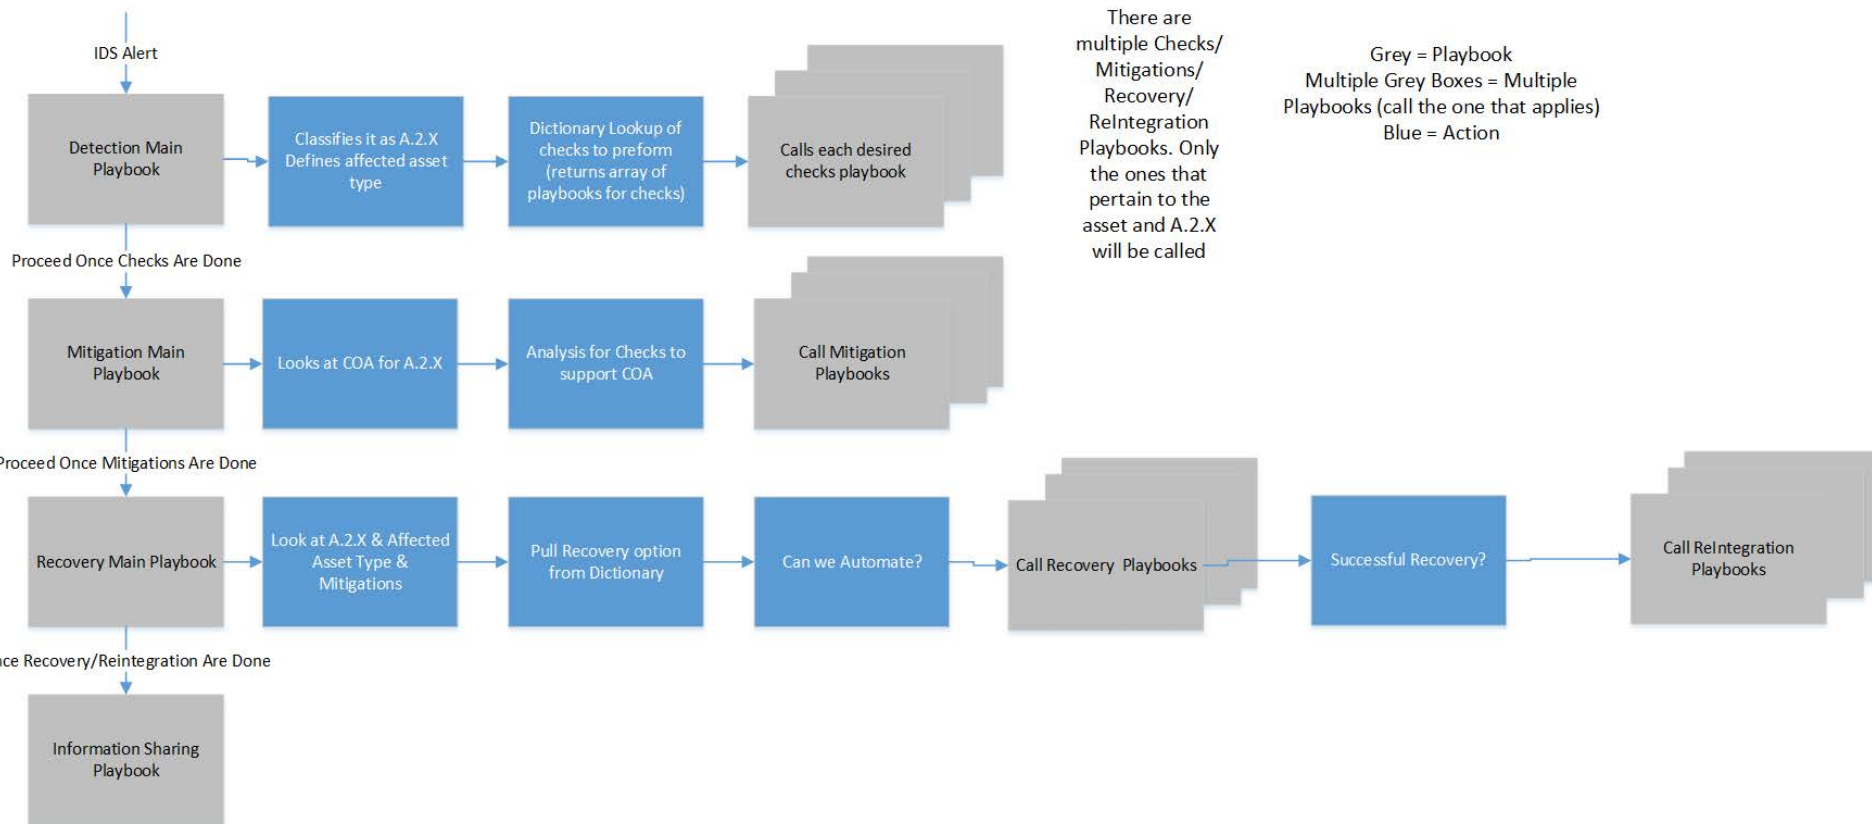 IDS Alert
Detection Main
Playbook
Classifies it as A.2.X
Defines affected asset
type
Dictionary Lookup of
checks to preform
(returns array of
playbooks for checks)
Calls each desired
checks playbook
There are
multiple Checks/
Mitigations/
Recovery/
ReIntegration
Playbooks. Only
the ones that
pertain to the
asset and A.2.X
will be called
Grey = Playbook
Multiple Grey Boxes = Multiple
Playbooks (call the one that applies)
Blue = Action
Proceed Once Checks Are Done
Mitigation Main
Playbook
Looks at COA for A.2.X
Analysis for Checks to
support COA
Call Mitigation
Playbooks
Proceed Once Mitigations Are Done
Recovery Main Playbook
Look at A.2.X & Affected
Asset Type &
Mitigations
Pull Recovery option
from Dictionary
Can we Automate?
Call Recovery Playbooks
Successful Recovery?
Call ReIntegration
Playbooks
Recovery/Reintegration Are Done
Information Sharing
Playbook